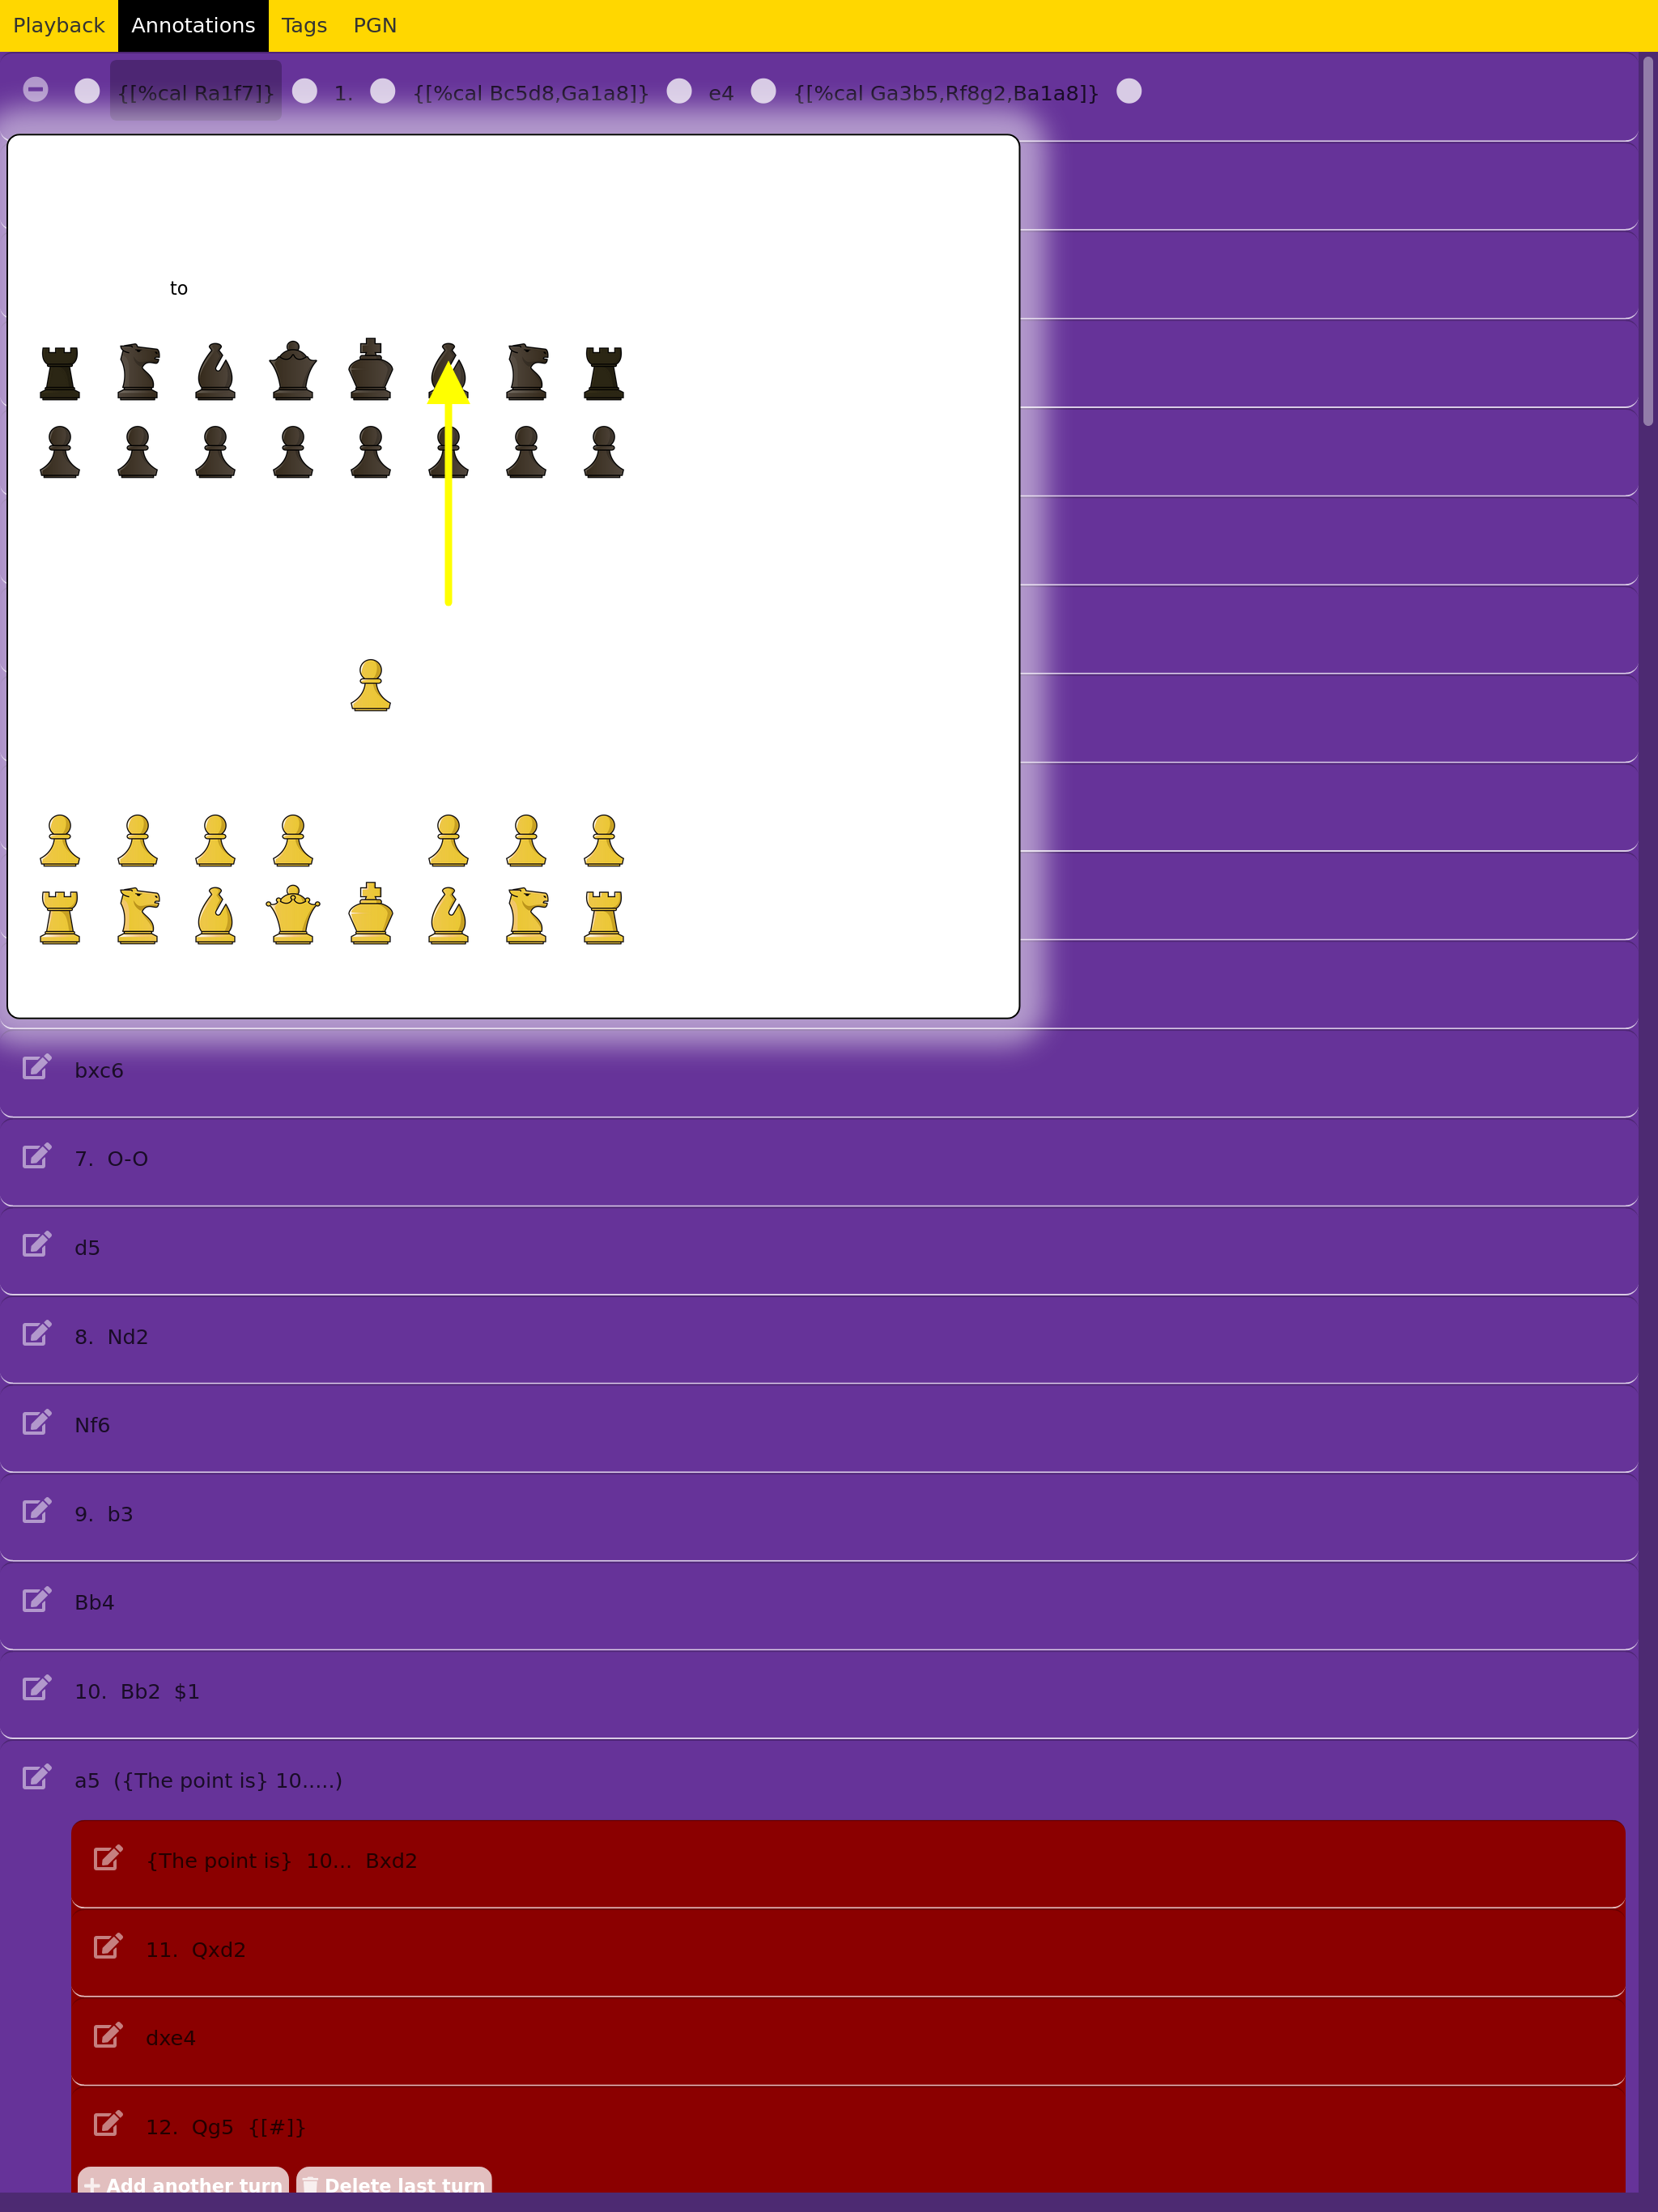 Playback Annotations Tags PGN
{[%cal Ra1f7]} 1. {[%cal Bc5d8,Ga1a8]} e4 {[%cal Ga3b5,Rf8g2,Ba1a8]}
to
bxc6
7. O-O
d5
8. Nd2
Nf6
9. b3
Bb4
10. Bb2 $1
a5 ({The point is} 10.....)
{The point is} 10... Bxd2
11. Qxd2
dxe4
12. Qg5 {[#]}
Add another turn Delete last turn